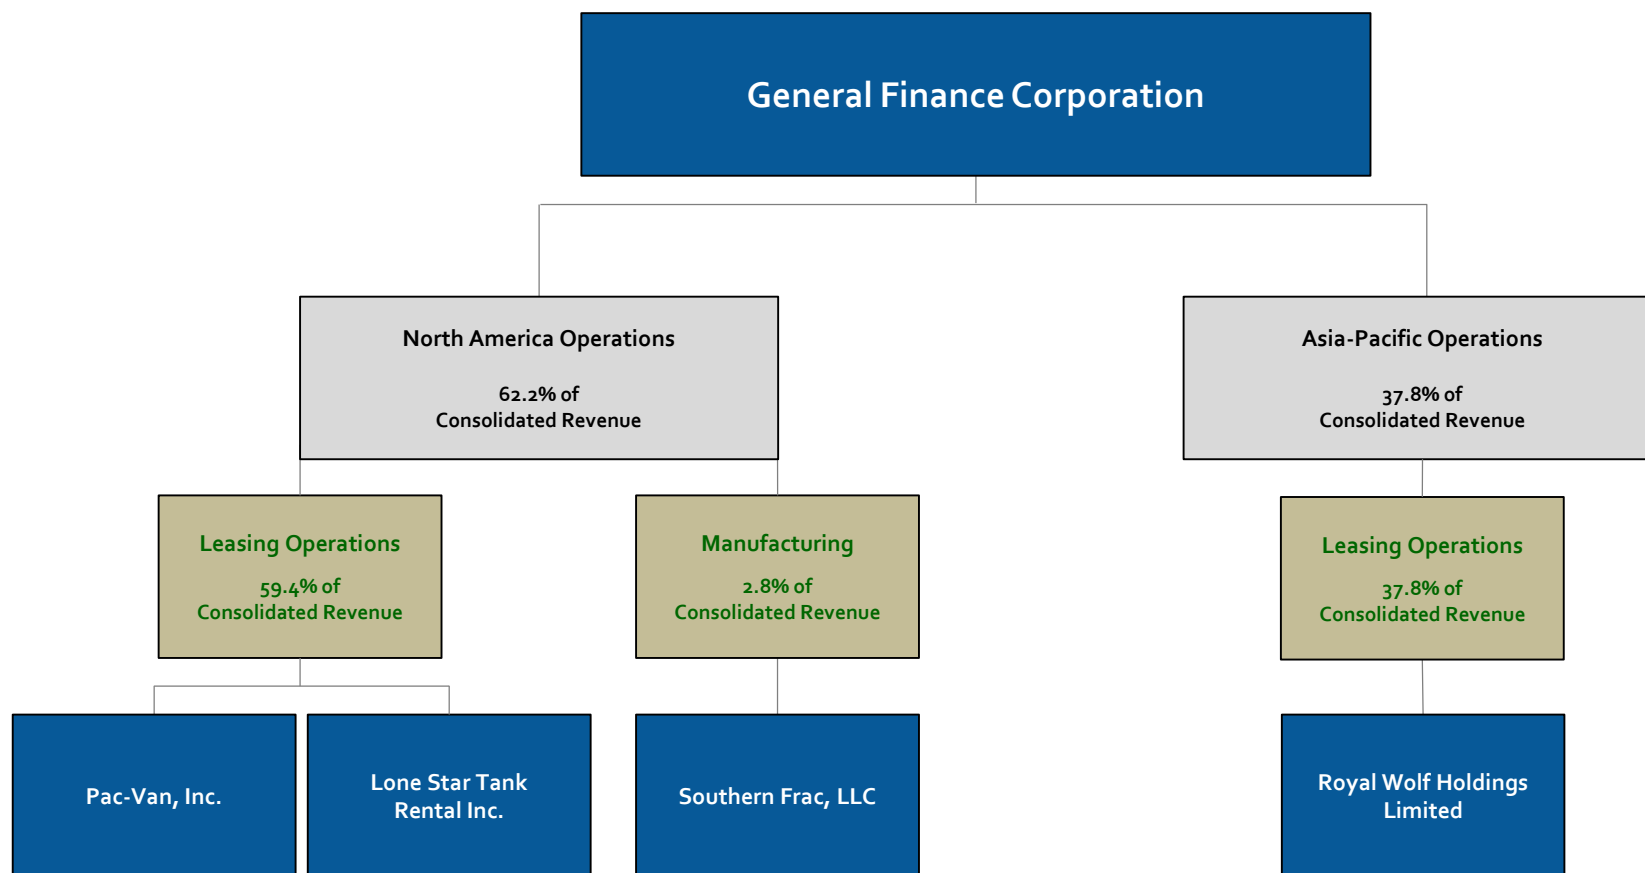 General Finance Corporation
North America Operations
62.2% of
Consolidated Revenue
Asia-Pacific Operations
37.8% of
Consolidated Revenue
Leasing Operations
59.4% of
Consolidated Revenue
Manufacturing
2.8% of
Consolidated Revenue
Leasing Operations
37.8% of
Consolidated Revenue
Pac-Van, Inc.
Lone Star Tank
Rental Inc.
Southern Frac, LLC
Royal Wolf Holdings
Limited